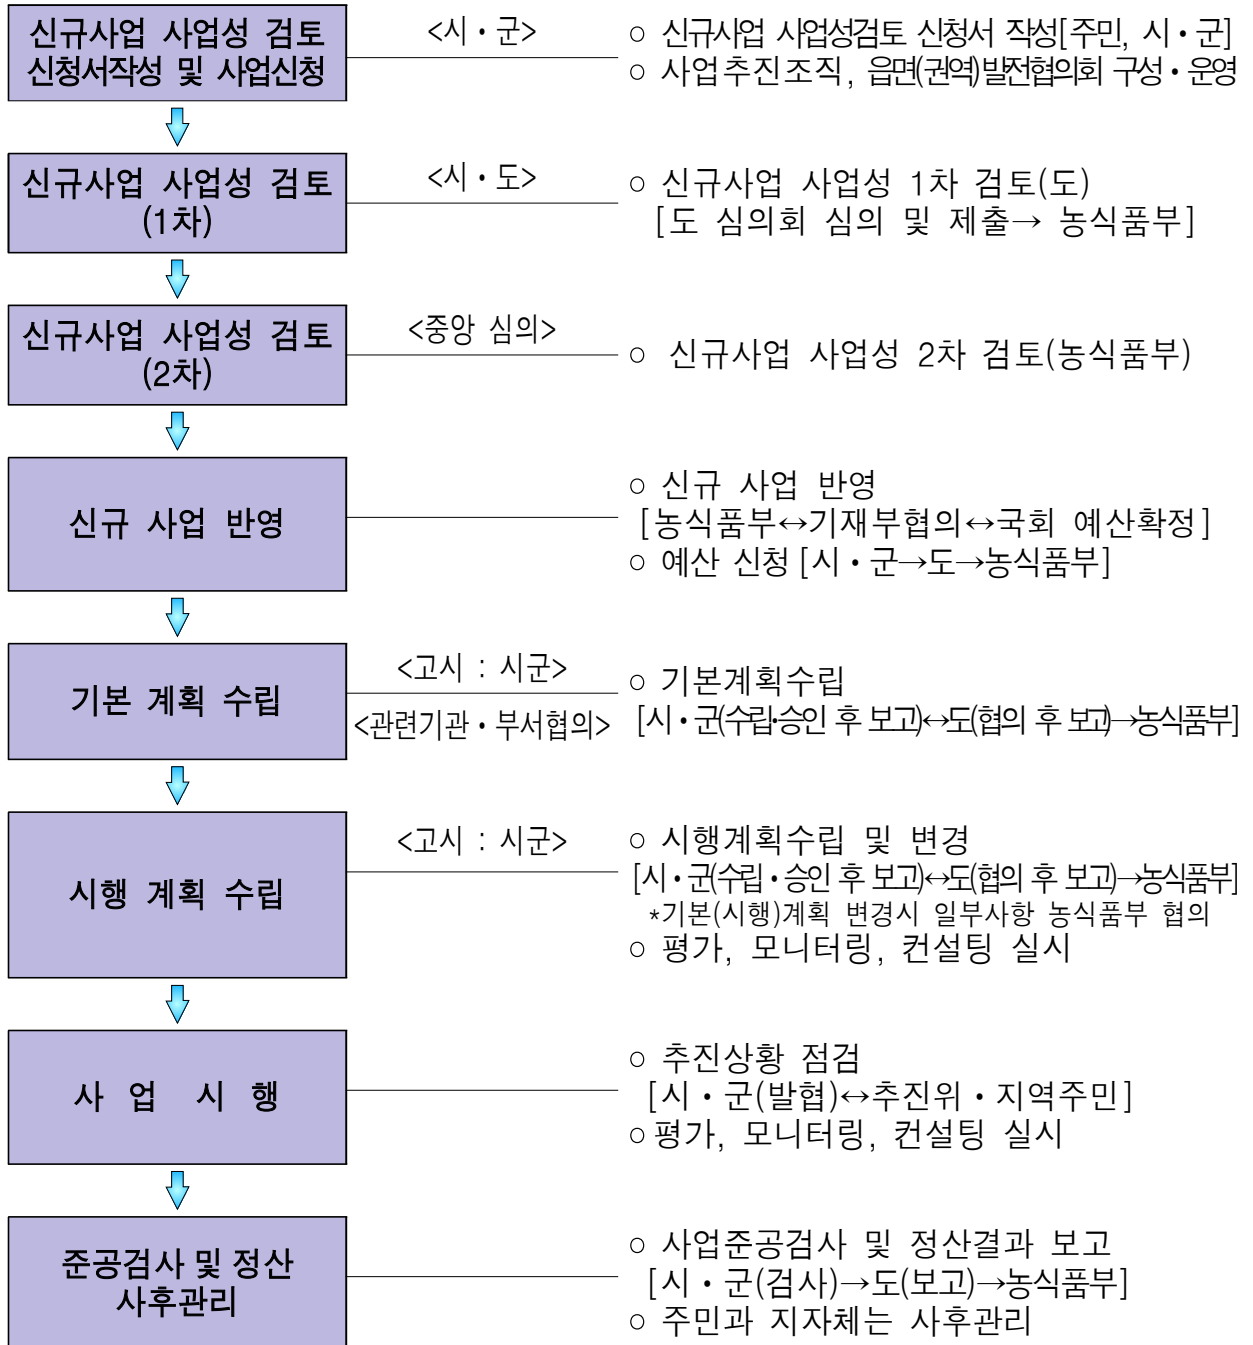 신규사업 사업성 검토
신청서작성 및 사업신청
<시・군>
○ 신규사업 사업성검토 신청서 작성[주민, 시・군]
○ 사업추진조직, 읍면(권역)발전협의회 구성・운영
신규사업 사업성 검토
(1차)
<시・도>
○ 신규사업 사업성 1차 검토(도)
[도 심의회 심의 및 제출→ 농식품부]
신규사업 사업성 검토
(2차)
<중앙 심의>
○ 신규사업 사업성 2차 검토(농식품부)
신규 사업 반영
○ 신규 사업 반영
[농식품부↔기재부협의↔국회 예산확정]
○ 예산 신청[시・군→도→농식품부]
기본 계획 수립
<고시 : 시군>
<관련기관・부서협의>
○ 기본계획수립
[시・군(수립・승인 후 보고)↔도(협의 후 보고)→농식품부]
시행 계획 수립
<고시 : 시군>
○ 시행계획수립 및 변경
[시・군(수립・승인 후 보고)↔도(협의 후 보고)→농식품부]
*기본(시행)계획 변경시 일부사항 농식품부 협의
○ 평가, 모니터링, 컨설팅 실시
사 업 시 행
○ 추진상황 점검
[시・군(발협)↔추진위・지역주민]
○ 평가, 모니터링, 컨설팅 실시
준공검사 및 정산
사후관리
○ 사업준공검사 및 정산결과 보고
[시・군(검사)→도(보고)→농식품부]
○ 주민과 지자체는 사후관리